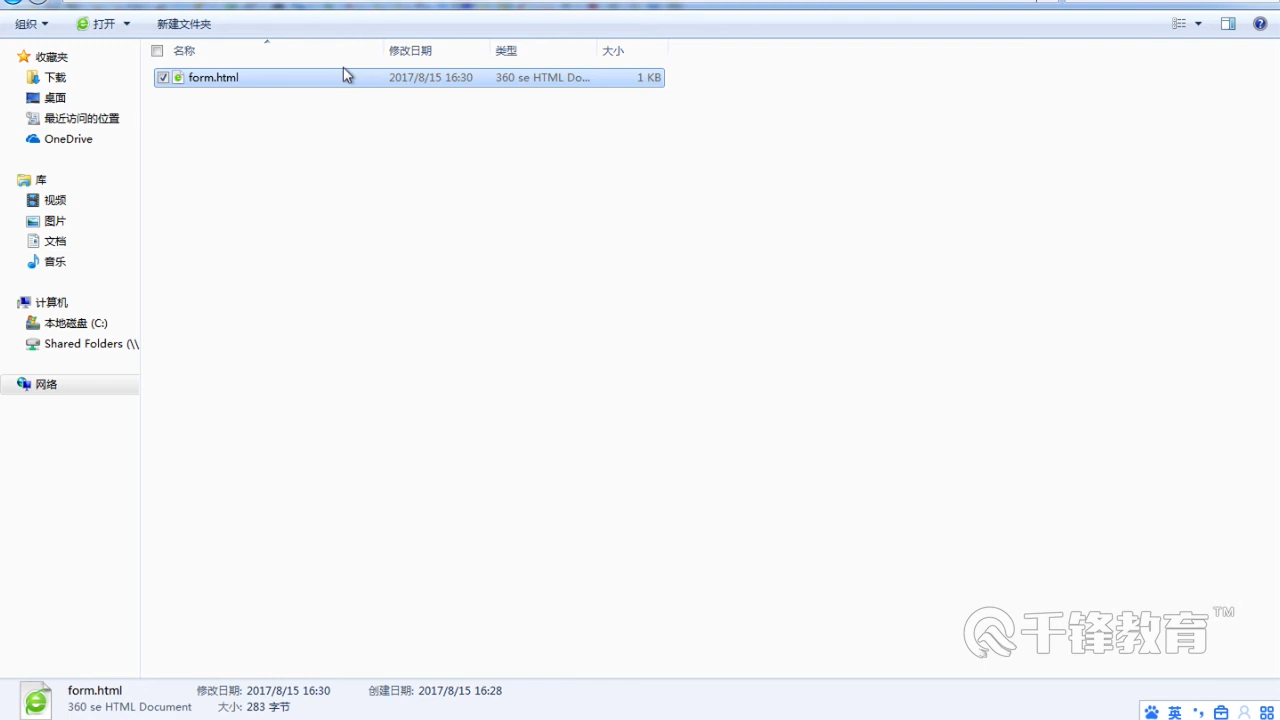 组织 打开 新建文件夹
名称 修改日期 类型 大小
form.html 2017/8/15 16:30 360 se HTML Do... 1 KB
收藏夹
下载
桌面
最近访问的位置
OneDrive
库
视频
图片
文档
音乐
计算机
本地磁盘 (C:)
Shared Folders (\\
网络
千锋教育™
form.html 修改日期: 2017/8/15 16:30 创建日期: 2017/8/15 16:28
360 se HTML Document 大小: 283 字节
英